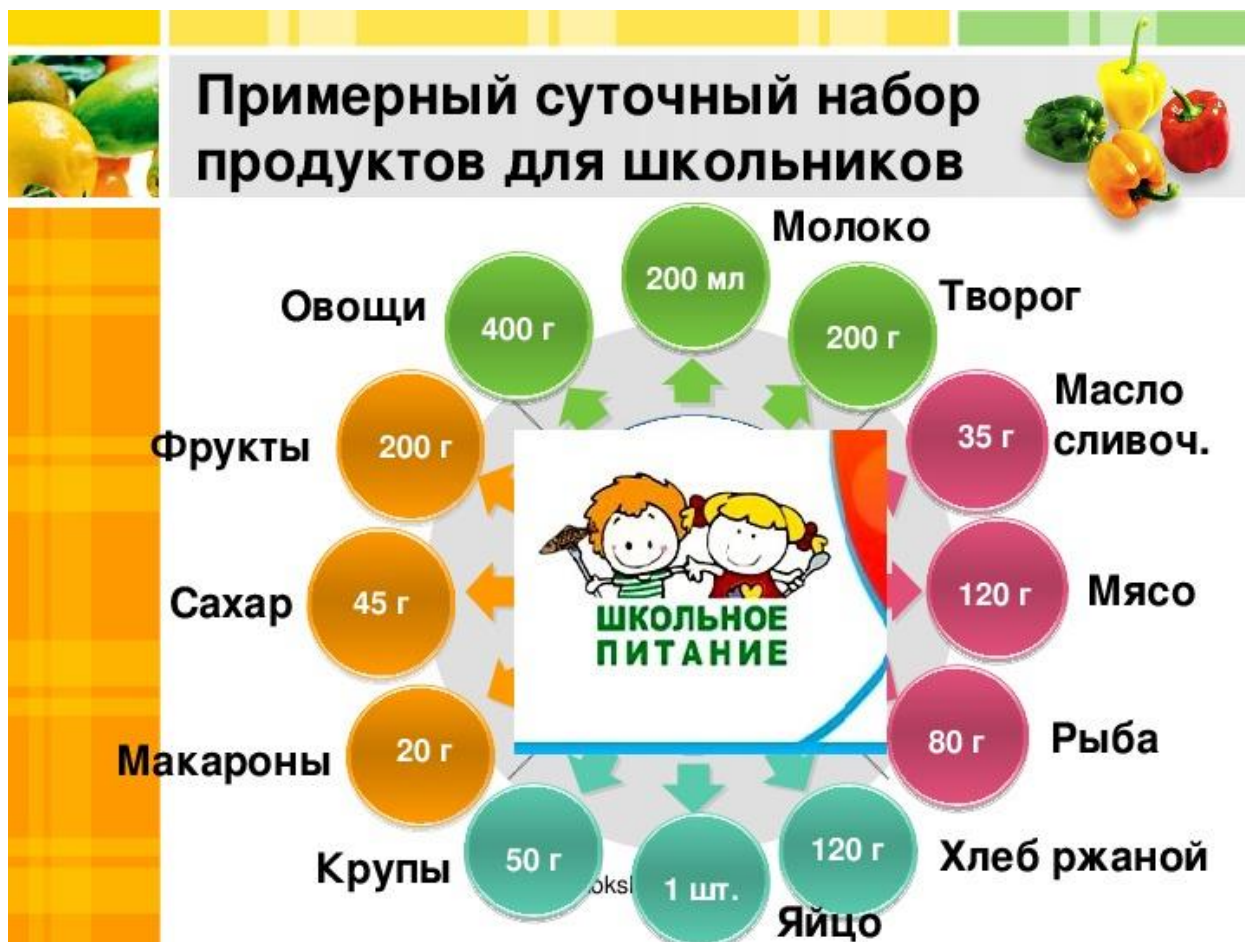 Примерный суточный набор
продуктов для школьников
Молоко
200 мл
Творог
200 г
Масло
сливоч.
35 г
Мясо
120 г
Рыба
80 г
Хлеб ржаной
120 г
Яйцо
1 шт.
Крупы
50 г
Макароны
20 г
Сахар
45 г
Фрукты
200 г
Овощи
400 г
ШКОЛЬНОЕ
ПИТАНИЕ